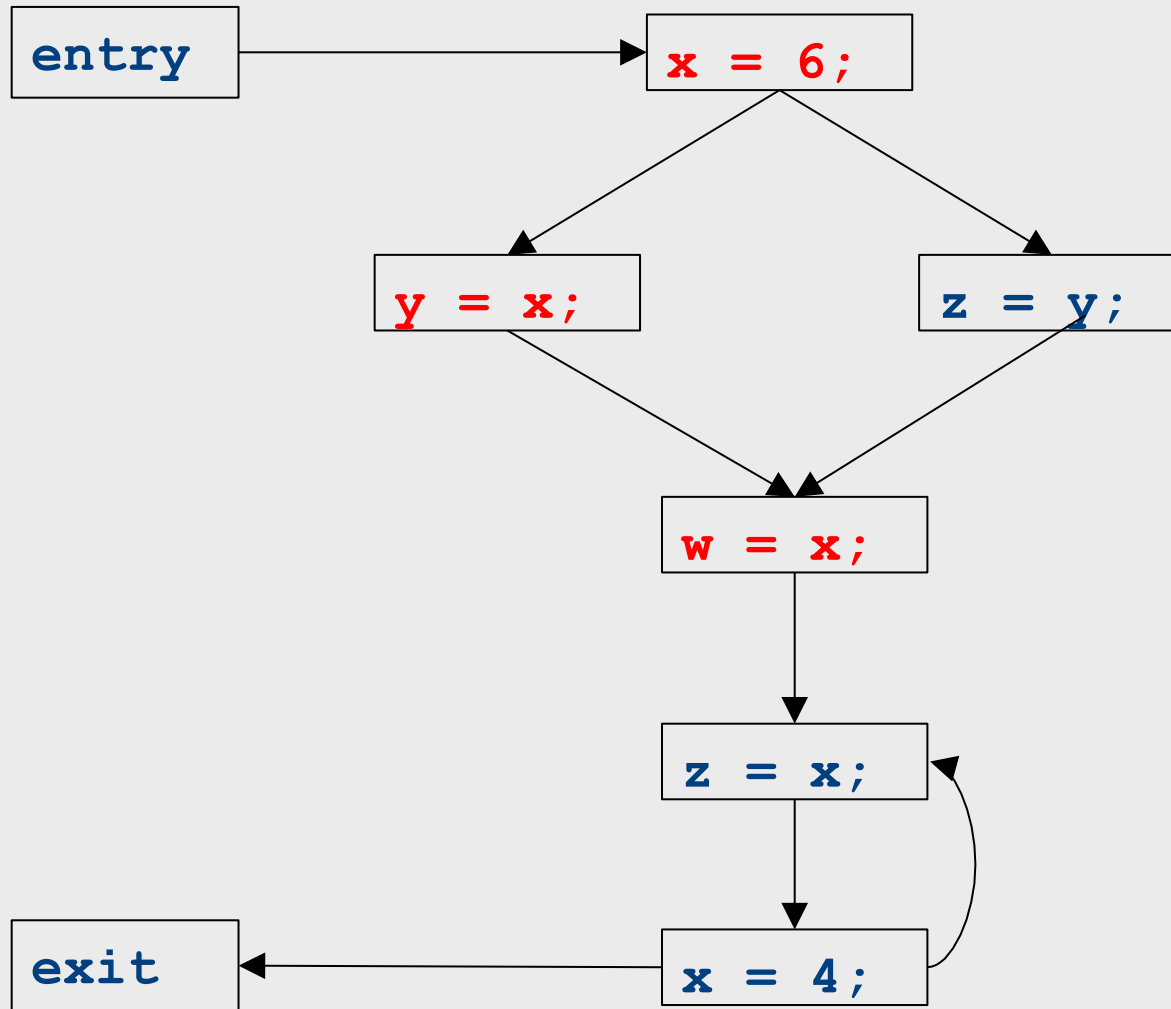 entry
x = 6;
y = x;
z = y;
w = x;
z = x;
x = 4;
exit